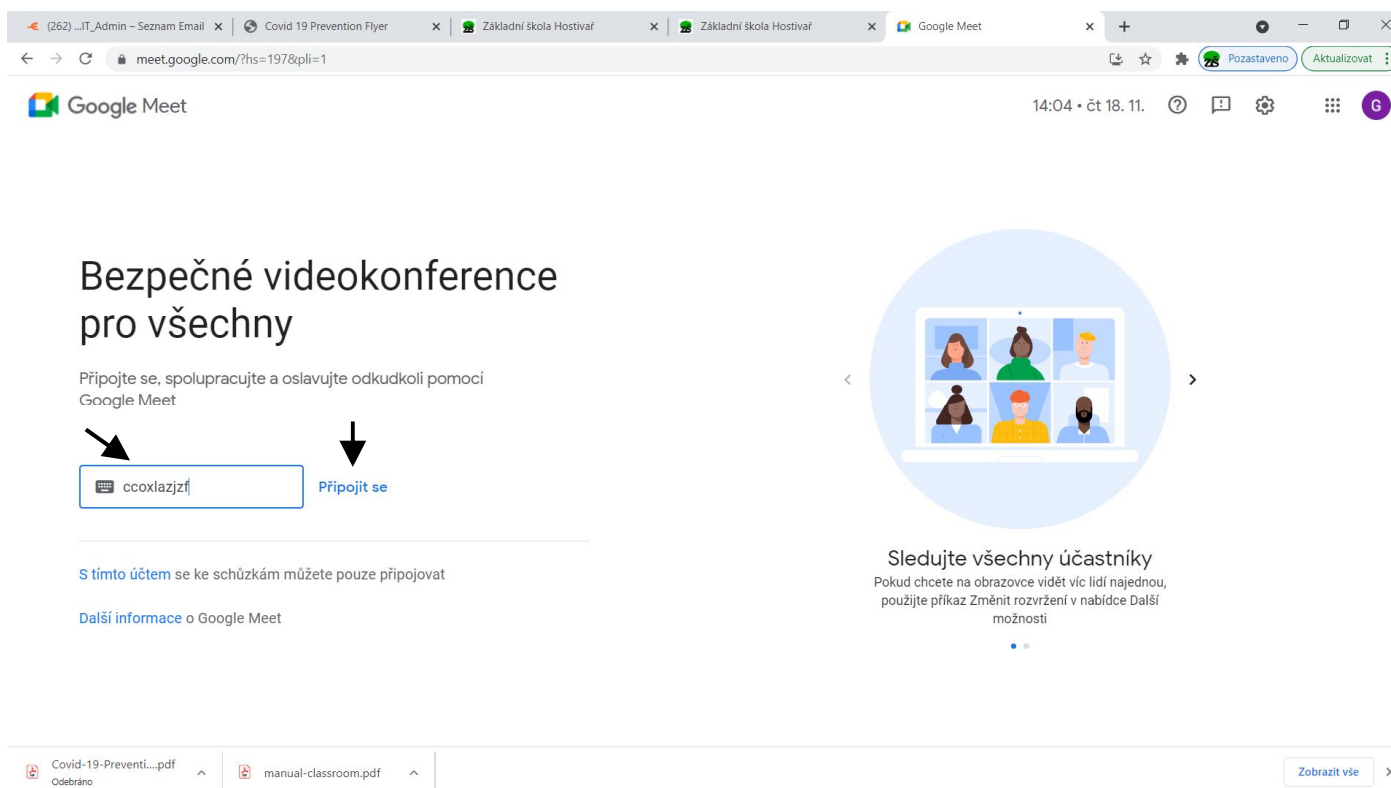 (262) ...IT_Admin – Seznam Email
Covid 19 Prevention Flyer
Základní škola Hostivař
Základní škola Hostivař
Google Meet
meet.google.com/?hs=197&pli=1
Pozastaveno
Aktualizovat
Google Meet
14:04 • čt 18. 11.
G
Bezpečné videokonference
pro všechny
Připojte se, spolupracujte a oslavujte odkudkoli pomocí
Google Meet
ccoxlazjzf
Připojit se
S tímto účtem se ke schůzkám můžete pouze připojovat
Další informace o Google Meet
Sledujte všechny účastníky
Pokud chcete na obrazovce vidět víc lidí najednou,
použijte příkaz Změnit rozvržení v nabídce Další
možnosti
Covid-19-Preventi....pdf
Odebráno
manual-classroom.pdf
Zobrazit vše